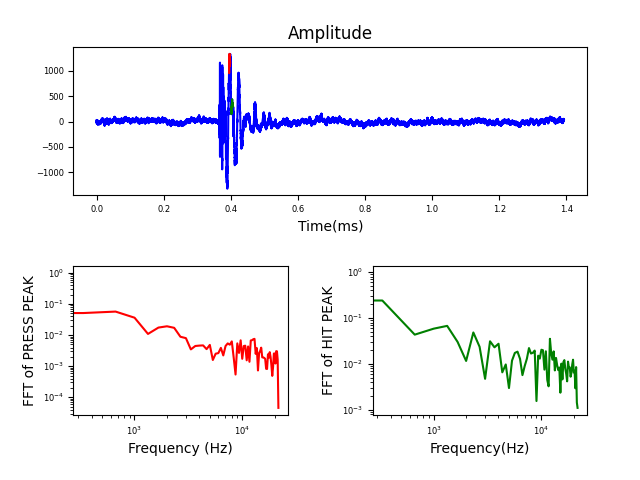 Amplitude
1000
500
0
−500
−1000
0.0 0.2 0.4 0.6 0.8 1.0 1.2 1.4
Time(ms)
FFT of PRESS PEAK
10⁰
10⁻¹
10⁻²
10⁻³
10⁻⁴
10³ 10⁴
Frequency (Hz)
FFT of HIT PEAK
10⁰
10⁻¹
10⁻²
10⁻³
10³ 10⁴
Frequency(Hz)